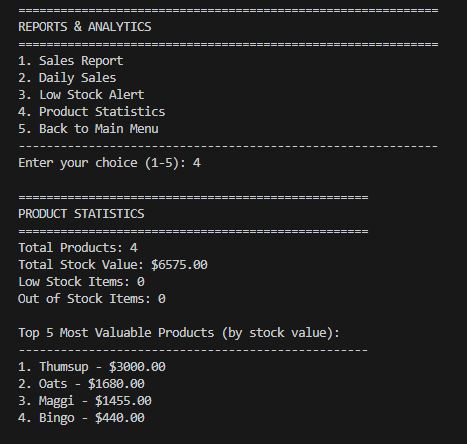 ============================================================
REPORTS & ANALYTICS
============================================================
1. Sales Report
2. Daily Sales
3. Low Stock Alert
4. Product Statistics
5. Back to Main Menu
------------------------------------------------------------
Enter your choice (1-5): 4

==================================================
PRODUCT STATISTICS
==================================================
Total Products: 4
Total Stock Value: $6575.00
Low Stock Items: 0
Out of Stock Items: 0

Top 5 Most Valuable Products (by stock value):
--------------------------------------------------
1. Thumsup - $3000.00
2. Oats - $1680.00
3. Maggi - $1455.00
4. Bingo - $440.00